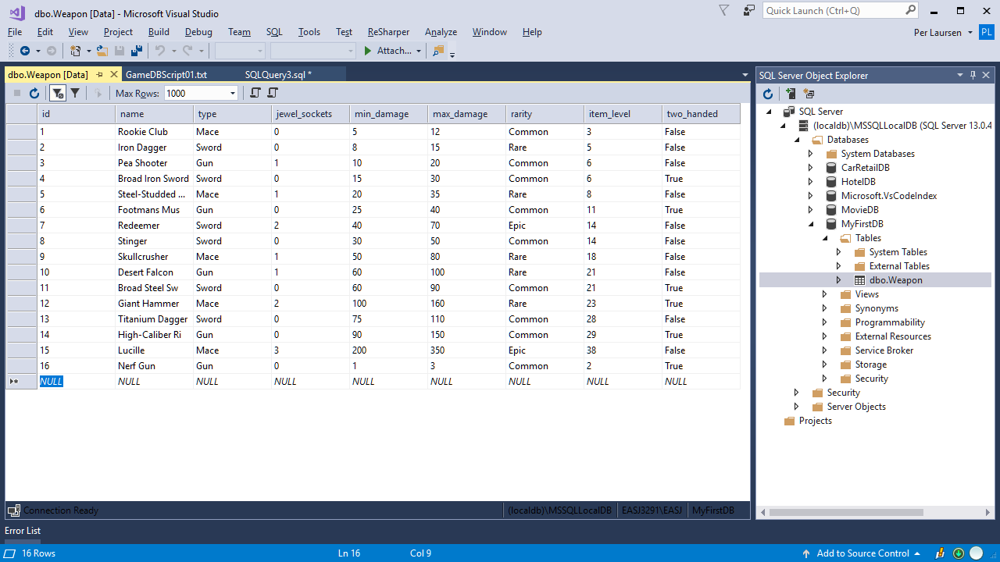 dbo.Weapon [Data] - Microsoft Visual Studio
Quick Launch (Ctrl+Q)
File Edit View Project Build Debug Team SQL Tools Test ReSharper Analyze Window Help
Per Laursen PL
Attach...
dbo.Weapon [Data] GameDBScript01.txt SQLQuery3.sql *
Max Rows: 1000
id name type jewel_sockets min_damage max_damage rarity item_level two_handed
1 Rookie Club Mace 0 5 12 Common 3 False
2 Iron Dagger Sword 0 8 15 Rare 5 False
3 Pea Shooter Gun 1 10 20 Common 6 False
4 Broad Iron Sword Sword 0 15 30 Common 6 True
5 Steel-Studded ... Mace 1 20 35 Rare 8 False
6 Footmans Mus Gun 0 25 40 Common 11 True
7 Redeemer Sword 2 40 70 Epic 14 False
8 Stinger Sword 0 30 50 Common 14 False
9 Skullcrusher Mace 1 50 80 Rare 18 False
10 Desert Falcon Gun 1 60 100 Rare 21 False
11 Broad Steel Sw Sword 0 60 90 Common 21 True
12 Giant Hammer Mace 2 100 160 Rare 23 True
13 Titanium Dagger Sword 0 75 110 Common 28 False
14 High-Caliber Ri Gun 0 90 150 Common 29 True
15 Lucille Mace 3 200 350 Epic 38 False
16 Nerf Gun Gun 0 1 3 Common 2 True
NULL NULL NULL NULL NULL NULL NULL NULL NULL
Connection Ready (localdb)\MSSQLLocalDB EASJ3291\EASJ MyFirstDB
SQL Server Object Explorer
SQL Server
(localdb)\MSSQLLocalDB (SQL Server 13.0.4
Databases
System Databases
CarRetailDB
HotelDB
Microsoft.VsCodeIndex
MovieDB
MyFirstDB
Tables
System Tables
External Tables
dbo.Weapon
Views
Synonyms
Programmability
External Resources
Service Broker
Storage
Security
Security
Server Objects
Projects
Error List
16 Rows Ln 16 Col 9 Add to Source Control